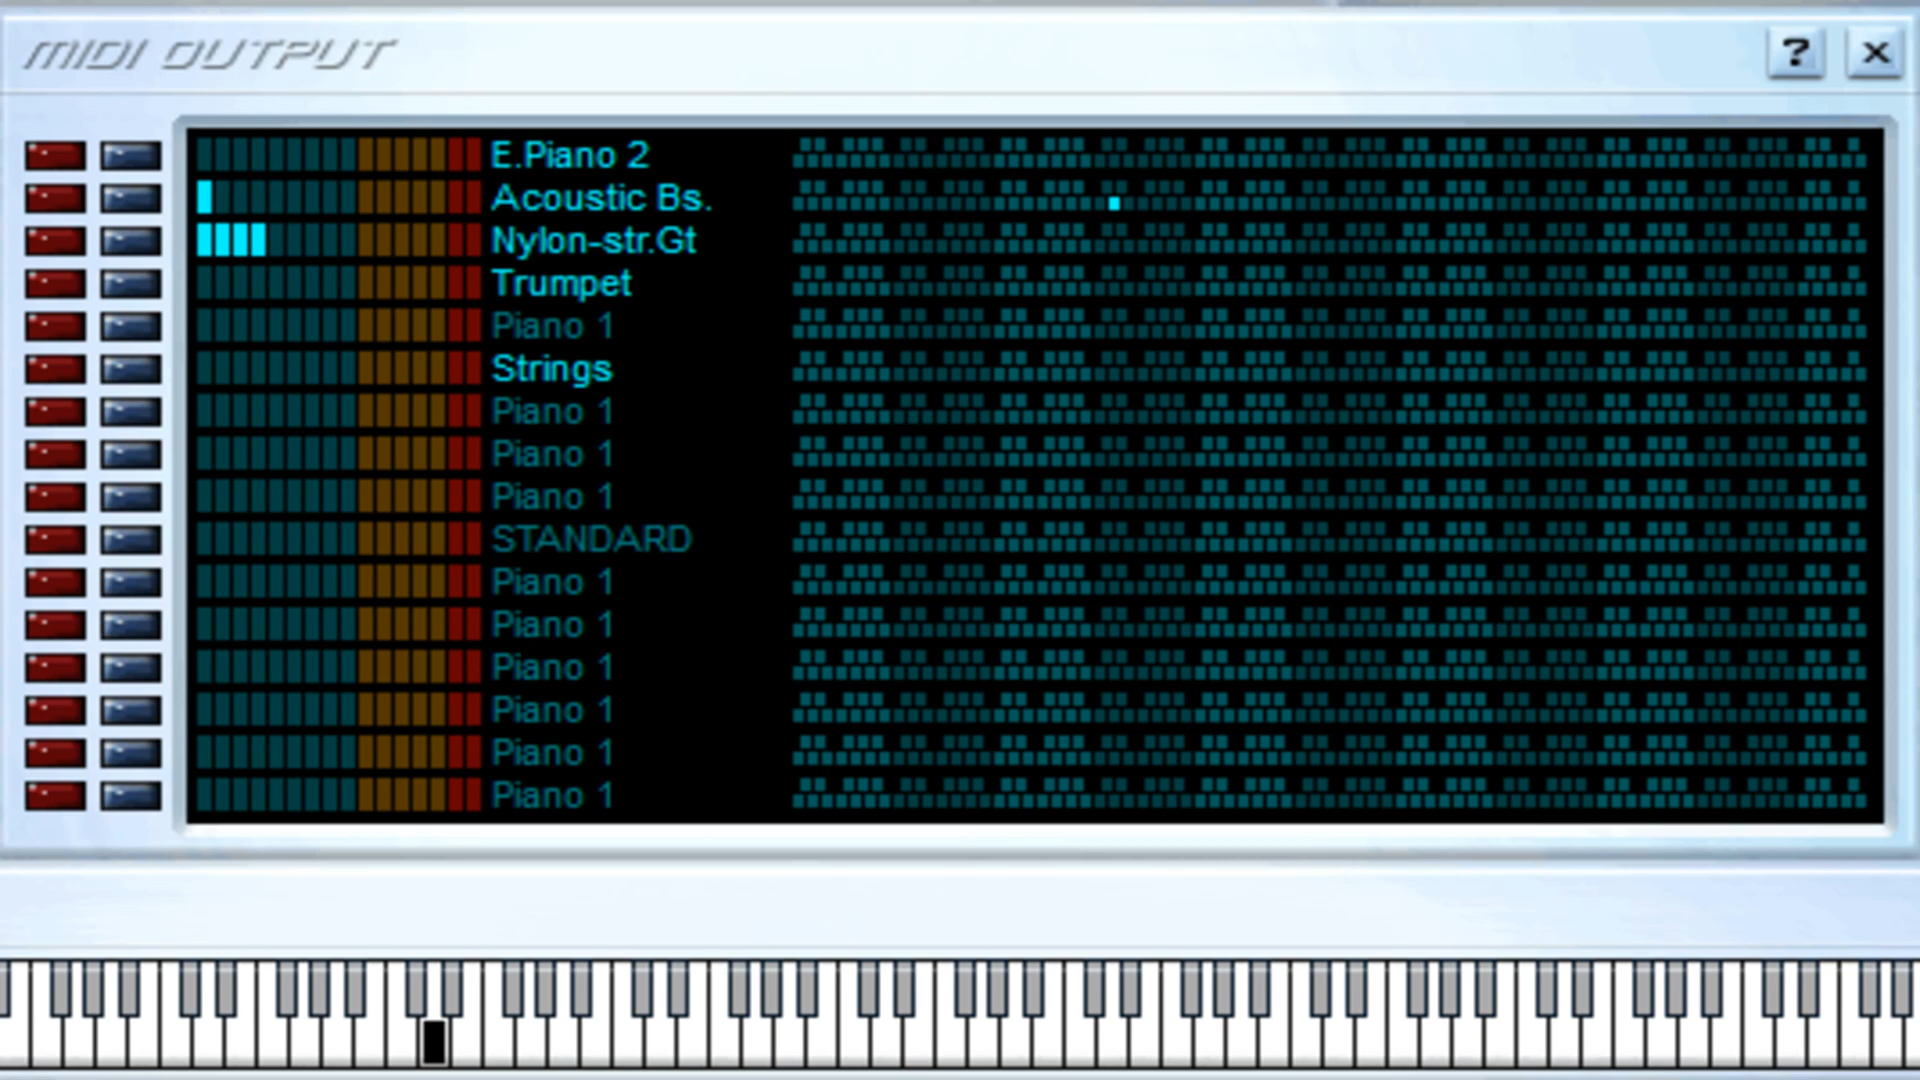 MIDI OUTPUT
?
×
E.Piano 2
Acoustic Bs.
Nylon-str.Gt
Trumpet
Piano 1
Strings
Piano 1
Piano 1
Piano 1
STANDARD
Piano 1
Piano 1
Piano 1
Piano 1
Piano 1
Piano 1